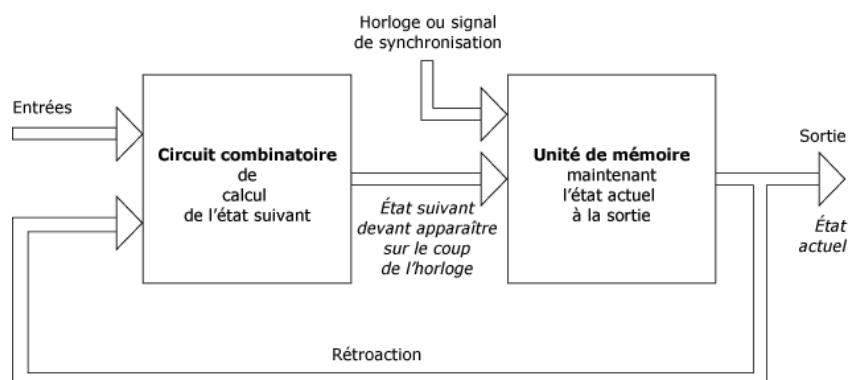 Horloge ou signal
de synchronisation
Entrées
Circuit combinatoire
de
calcul
de l'état suivant
État suivant
devant apparaître
sur le coup
de l'horloge
Unité de mémoire
maintenant
l'état actuel
à la sortie
Sortie
État
actuel
Rétroaction